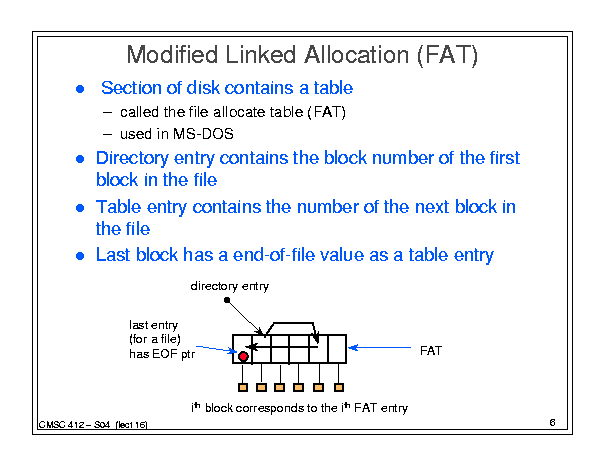 Modified Linked Allocation (FAT)
● Section of disk contains a table
– called the file allocate table (FAT)
– used in MS-DOS
● Directory entry contains the block number of the first
block in the file
● Table entry contains the number of the next block in
the file
● Last block has a end-of-file value as a table entry
directory entry
last entry
(for a file)
has EOF ptr
FAT
ith block corresponds to the ith FAT entry
CMSC 412 – S04 (lect 16)
6